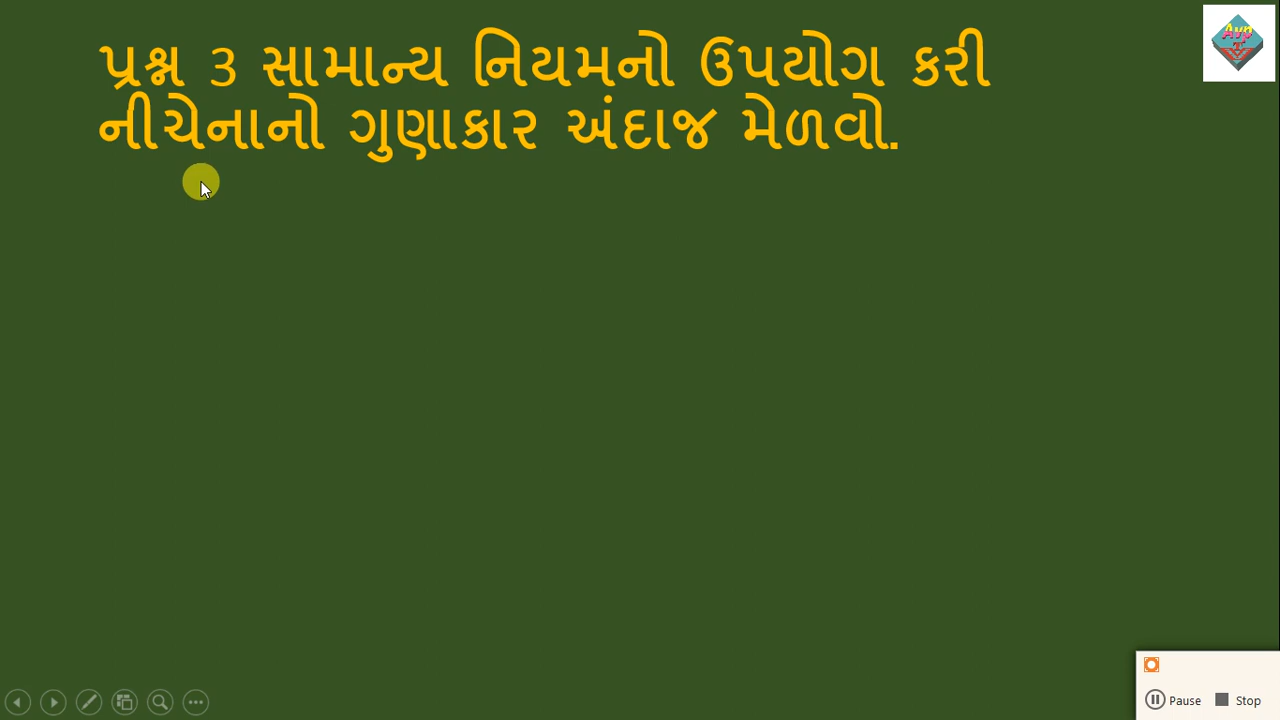 પ્રશ્ન 3 સામાન્ય નિયમનો ઉપયોગ કરી
નીચેનાનો ગુણાકાર અંદાજ મેળવો.
Pause Stop